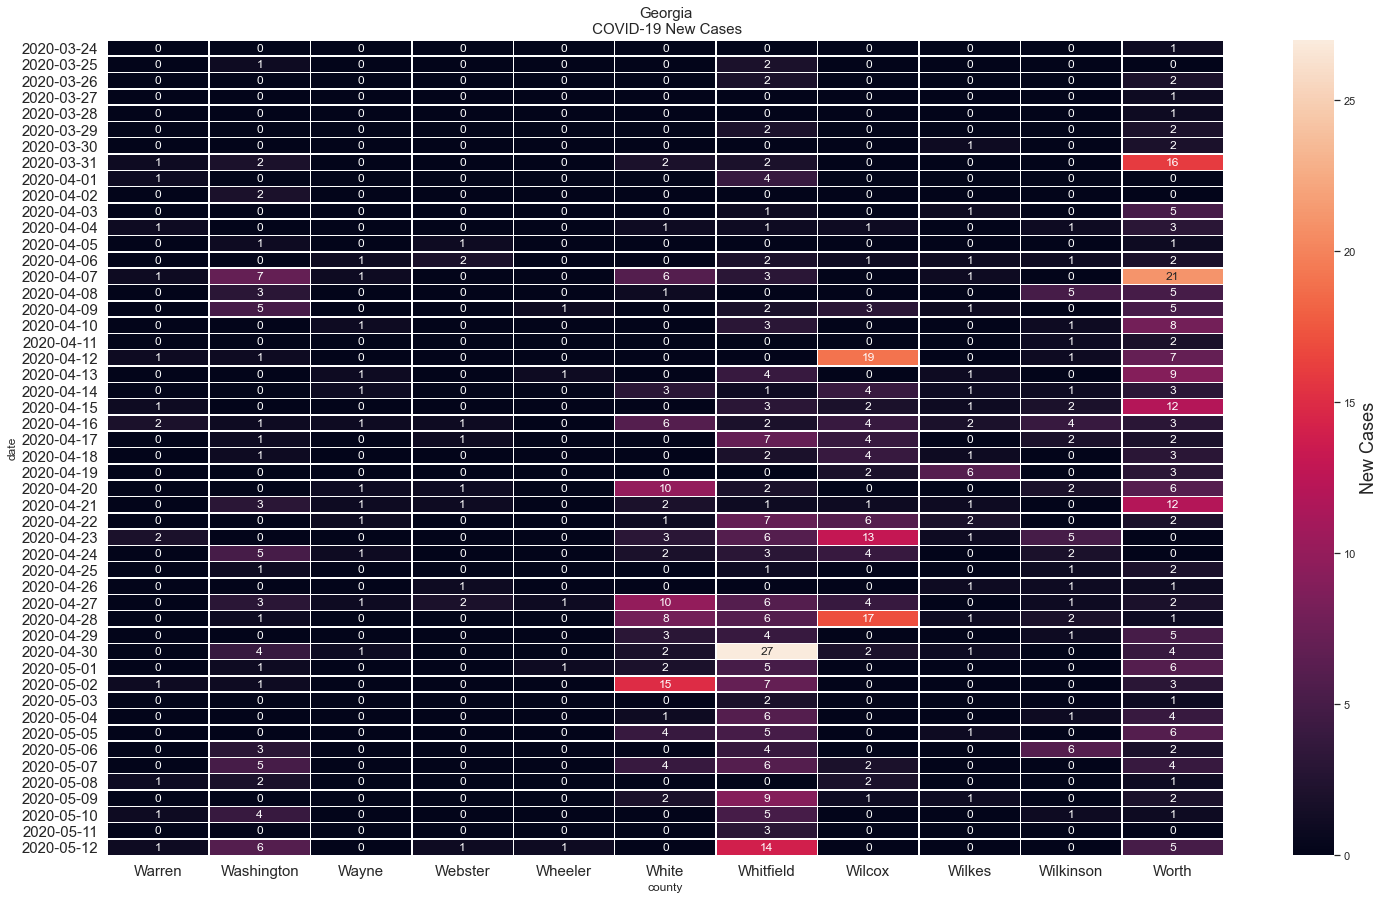 Georgia
COVID-19 New Cases
2020-03-24 0 0 0 0 0 0 0 0 0 0 1
2020-03-25 0 1 0 0 0 0 2 0 0 0 0
2020-03-26 0 0 0 0 0 0 2 0 0 0 2
2020-03-27 0 0 0 0 0 0 0 0 0 0 1
2020-03-28 0 0 0 0 0 0 0 0 0 0 1
2020-03-29 0 0 0 0 0 0 2 0 0 0 2
2020-03-30 0 0 0 0 0 0 0 0 1 0 2
2020-03-31 1 2 0 0 0 2 2 0 0 0 16
2020-04-01 1 0 0 0 0 0 4 0 0 0 0
2020-04-02 0 2 0 0 0 0 0 0 0 0 0
2020-04-03 0 0 0 0 0 0 1 0 1 0 5
2020-04-04 1 0 0 0 0 1 1 1 0 1 3
2020-04-05 0 1 0 1 0 0 0 0 0 0 1
2020-04-06 0 0 1 2 0 0 2 1 1 1 2
2020-04-07 1 7 1 0 0 6 3 0 1 0 21
2020-04-08 0 3 0 0 0 1 0 0 0 5 5
2020-04-09 0 5 0 0 1 0 2 3 1 0 5
2020-04-10 0 0 1 0 0 0 3 0 0 1 8
2020-04-11 0 0 0 0 0 0 0 0 0 1 2
2020-04-12 1 1 0 0 0 0 0 19 0 1 7
2020-04-13 0 0 1 0 1 0 4 0 1 0 9
2020-04-14 0 0 1 0 0 3 1 4 1 1 3
2020-04-15 1 0 0 0 0 0 3 2 1 2 12
2020-04-16 2 1 1 1 0 6 2 4 2 4 3
2020-04-17 0 1 0 1 0 0 7 4 0 2 2
2020-04-18 0 1 0 0 0 0 2 4 1 0 3
2020-04-19 0 0 0 0 0 0 0 2 6 0 3
2020-04-20 0 0 1 1 0 10 2 0 0 2 6
2020-04-21 0 3 1 1 0 2 1 1 1 0 12
2020-04-22 0 0 1 0 0 1 7 6 2 0 2
2020-04-23 2 0 0 0 0 3 6 13 1 5 0
2020-04-24 0 5 1 0 0 2 3 4 0 2 0
2020-04-25 0 1 0 0 0 0 1 0 0 1 2
2020-04-26 0 0 0 1 0 0 0 0 1 1 1
2020-04-27 0 3 1 2 1 10 6 4 0 1 2
2020-04-28 0 1 0 0 0 8 6 17 1 2 1
2020-04-29 0 0 0 0 0 3 4 0 0 1 5
2020-04-30 0 4 1 0 0 2 27 2 1 0 4
2020-05-01 0 1 0 0 1 2 5 0 0 0 6
2020-05-02 1 1 0 0 0 15 7 0 0 0 3
2020-05-03 0 0 0 0 0 0 2 0 0 0 1
2020-05-04 0 0 0 0 0 1 6 0 0 1 4
2020-05-05 0 0 0 0 0 4 5 0 1 0 6
2020-05-06 0 3 0 0 0 0 4 0 0 6 2
2020-05-07 0 5 0 0 0 4 6 2 0 0 4
2020-05-08 1 2 0 0 0 0 0 2 0 0 1
2020-05-09 0 0 0 0 0 2 9 1 1 0 2
2020-05-10 1 4 0 0 0 0 5 0 0 1 1
2020-05-11 0 0 0 0 0 0 3 0 0 0 0
2020-05-12 1 6 0 1 1 0 14 0 0 0 5
Warren Washington Wayne Webster Wheeler White Whitfield Wilcox Wilkes Wilkinson Worth
county
date
25
20
15
10
5
0
New Cases